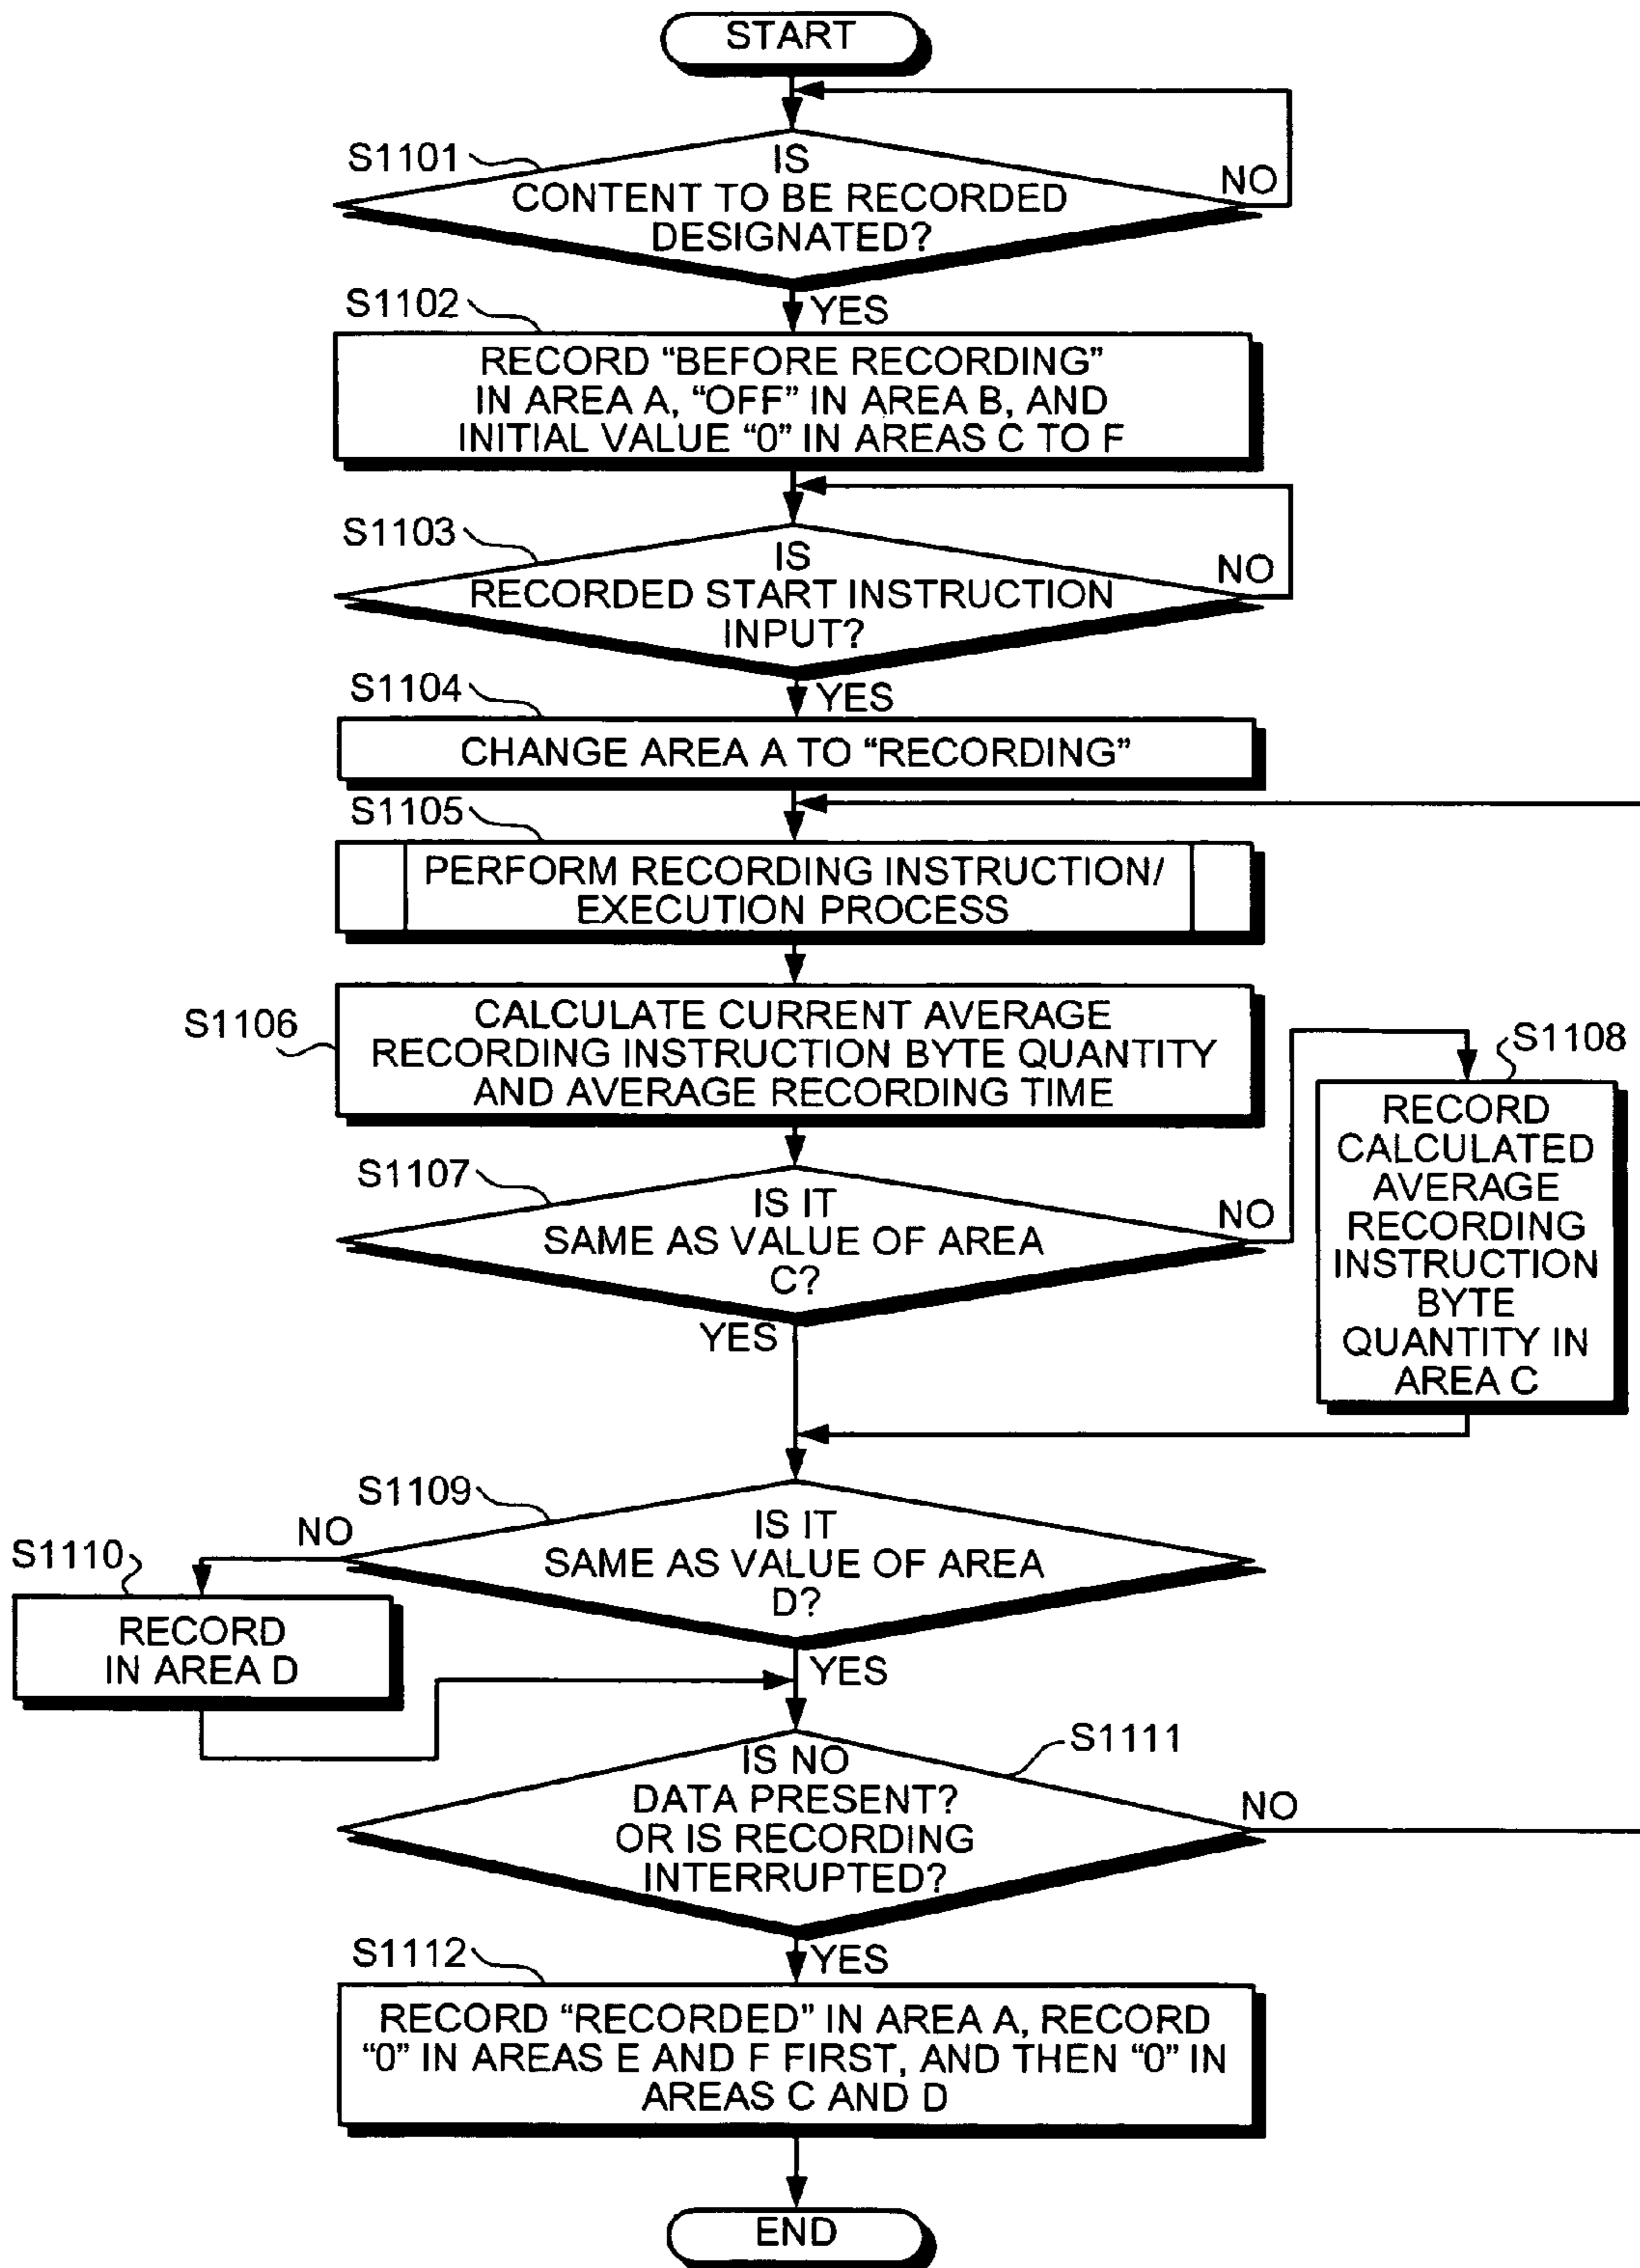 START
S1101
IS
CONTENT TO BE RECORDED
DESIGNATED?
NO
YES
S1102
RECORD “BEFORE RECORDING”
IN AREA A, “OFF” IN AREA B, AND
INITIAL VALUE “0” IN AREAS C TO F
S1103
IS
RECORDED START INSTRUCTION
INPUT?
NO
YES
S1104
CHANGE AREA A TO “RECORDING”
S1105
PERFORM RECORDING INSTRUCTION/
EXECUTION PROCESS
S1106
CALCULATE CURRENT AVERAGE
RECORDING INSTRUCTION BYTE QUANTITY
AND AVERAGE RECORDING TIME
S1107
IS IT
SAME AS VALUE OF AREA
C?
NO
YES
S1108
RECORD
CALCULATED
AVERAGE
RECORDING
INSTRUCTION
BYTE
QUANTITY IN
AREA C
S1109
IS IT
SAME AS VALUE OF AREA
D?
NO
YES
S1110
RECORD
IN AREA D
S1111
IS NO
DATA PRESENT?
OR IS RECORDING
INTERRUPTED?
NO
YES
S1112
RECORD “RECORDED” IN AREA A, RECORD
“0” IN AREAS E AND F FIRST, AND THEN “0” IN
AREAS C AND D
END